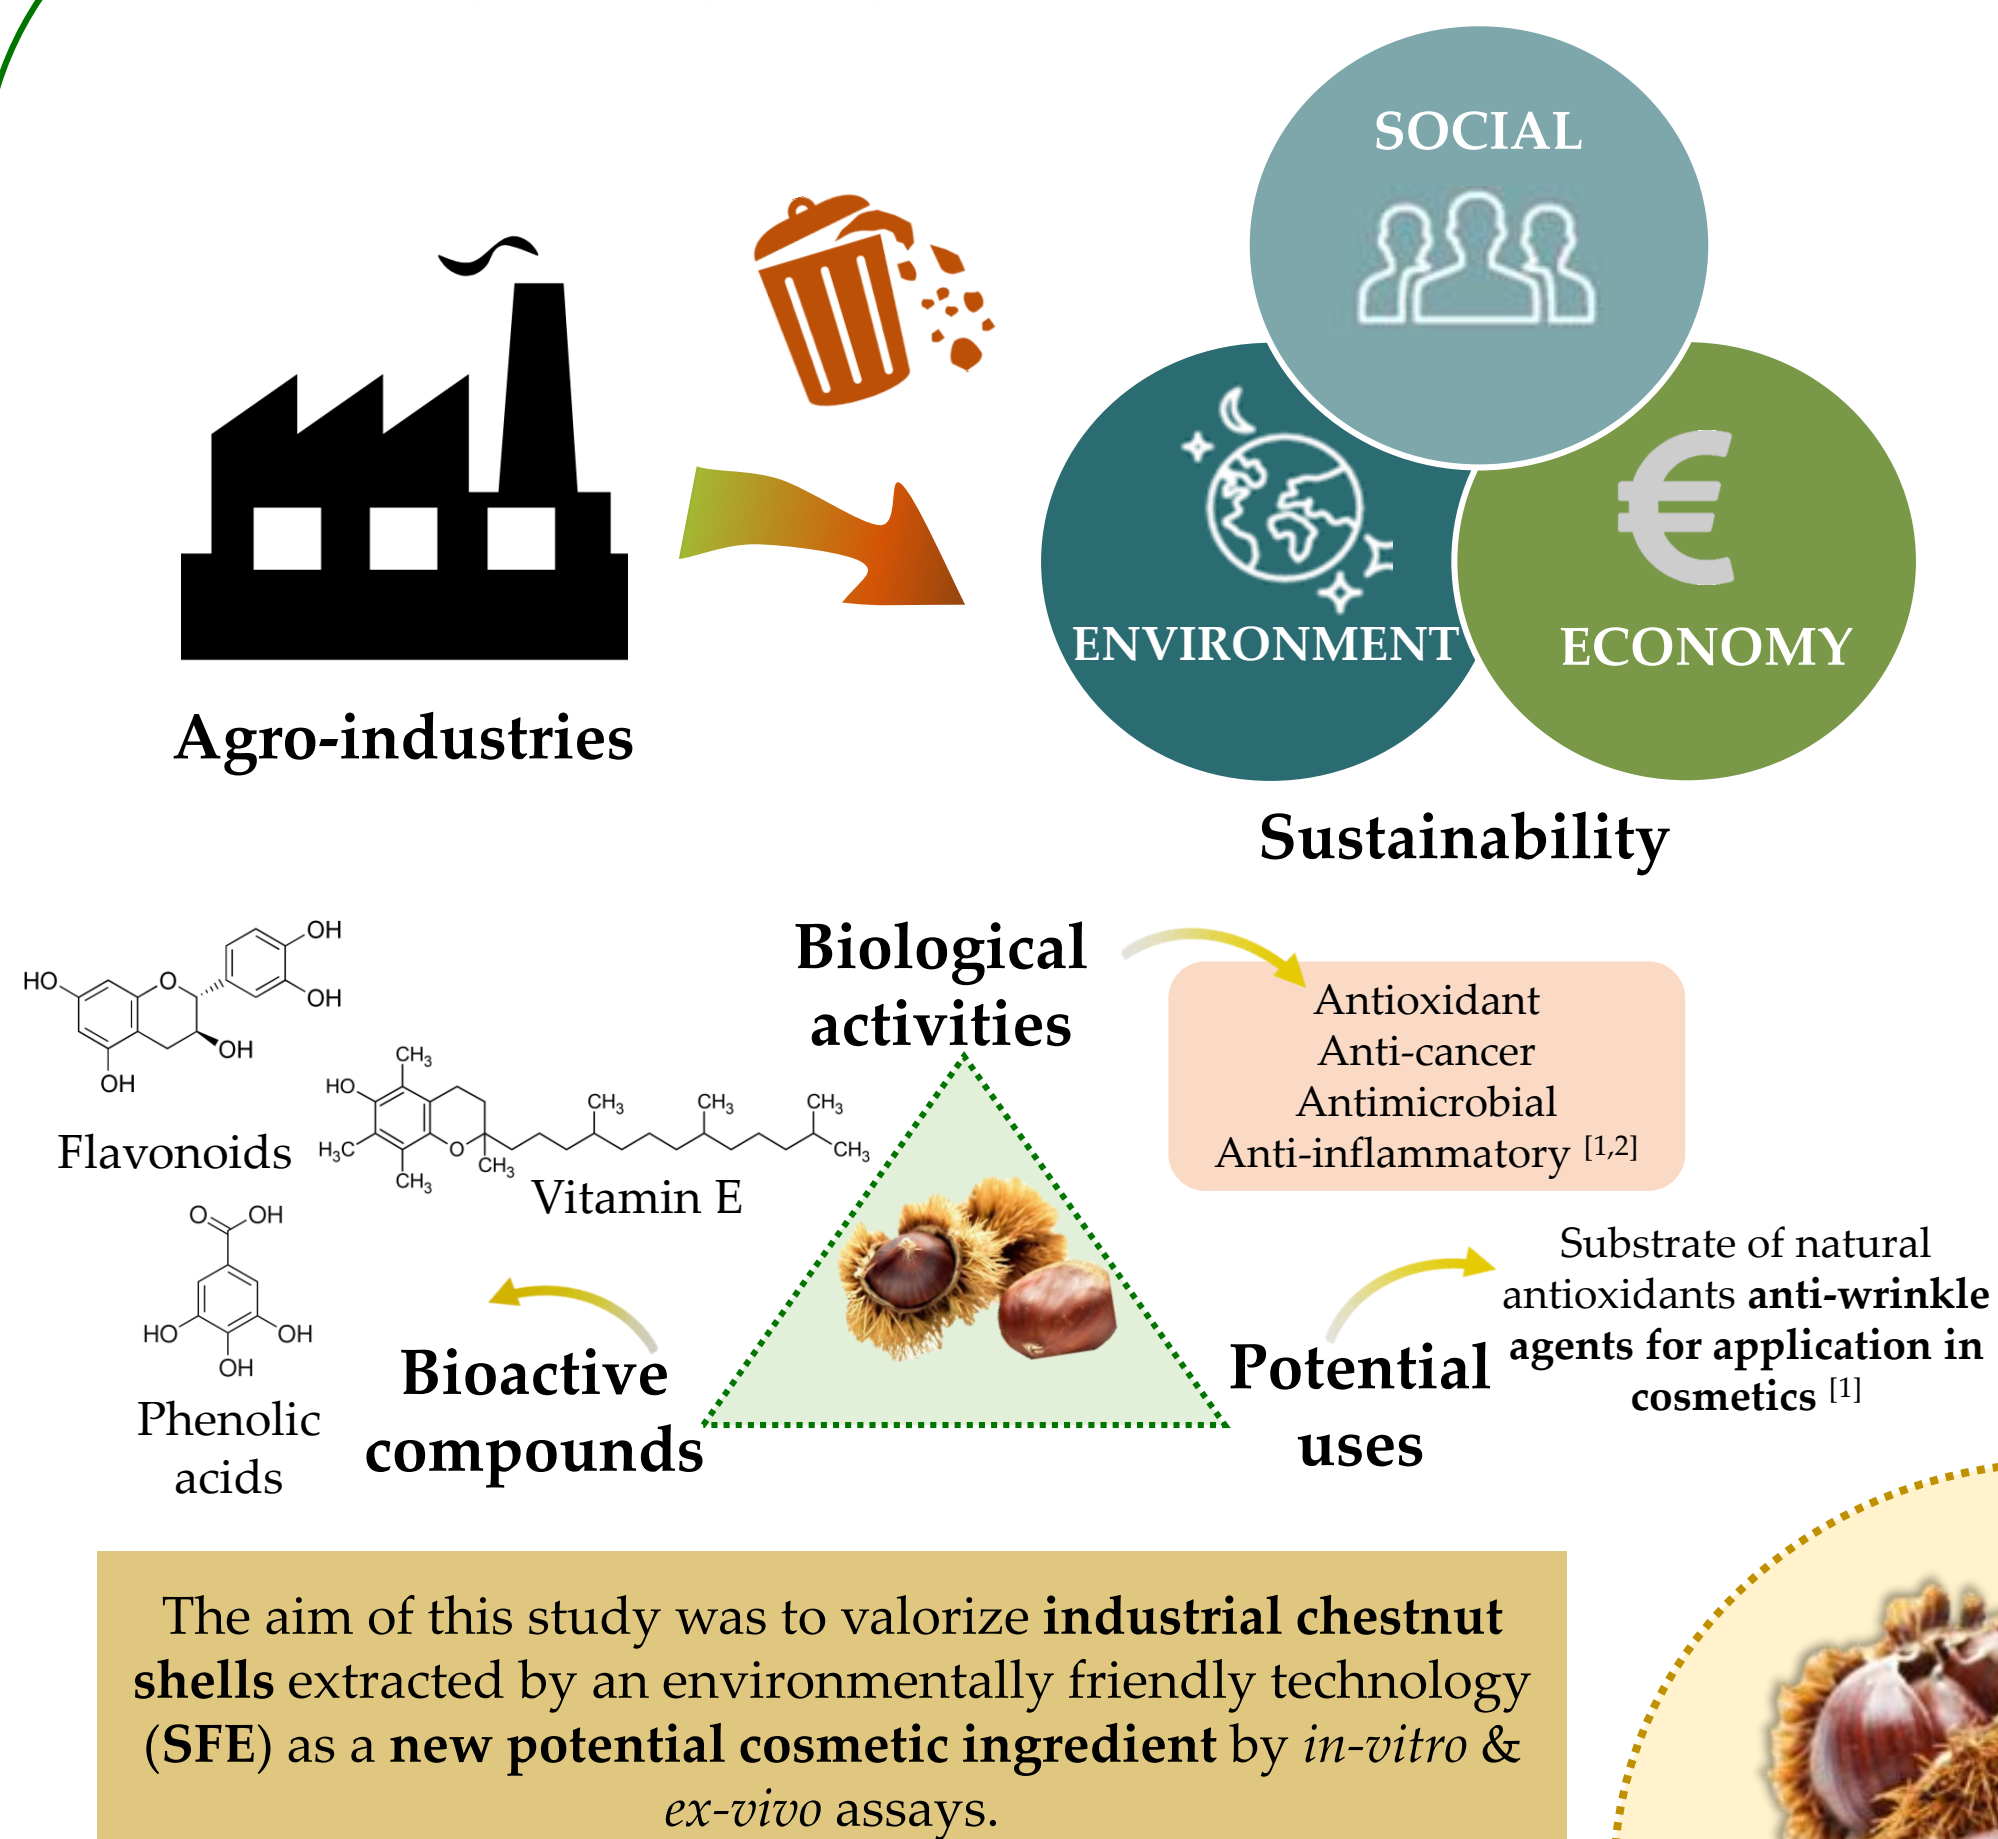 SOCIAL
ENVIRONMENT
ECONOMY
Agro-industries
Sustainability
OH
HO
O
OH
OH
OH
Flavonoids
CH3
HO
CH3
CH3
CH3
H3C
O
CH3
CH3
CH3
Vitamin E
O
OH
HO
OH
OH
Phenolic
acids
Biological
activities
Antioxidant
Anti-cancer
Antimicrobial
Anti-inflammatory [1,2]
Bioactive
compounds
Potential
uses
Substrate of natural
antioxidants anti-wrinkle
agents for application in
cosmetics [1]
The aim of this study was to valorize industrial chestnut
shells extracted by an environmentally friendly technology
(SFE) as a new potential cosmetic ingredient by in-vitro &
ex-vivo assays.